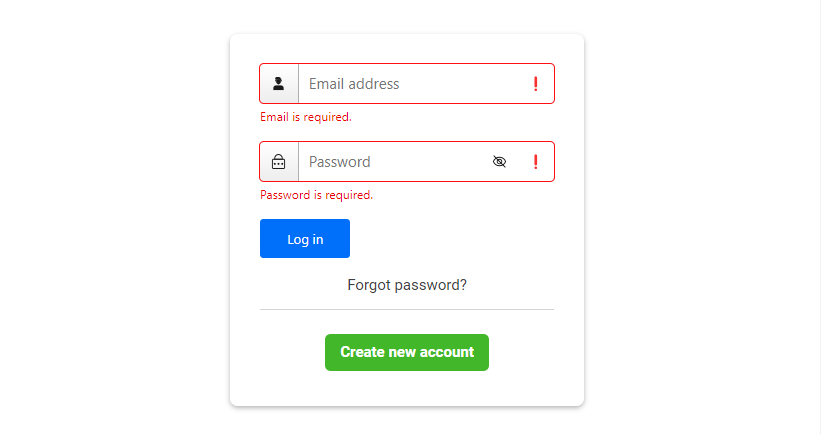 Email address
Email is required.
Password
Password is required.
Log in
Forgot password?
Create new account